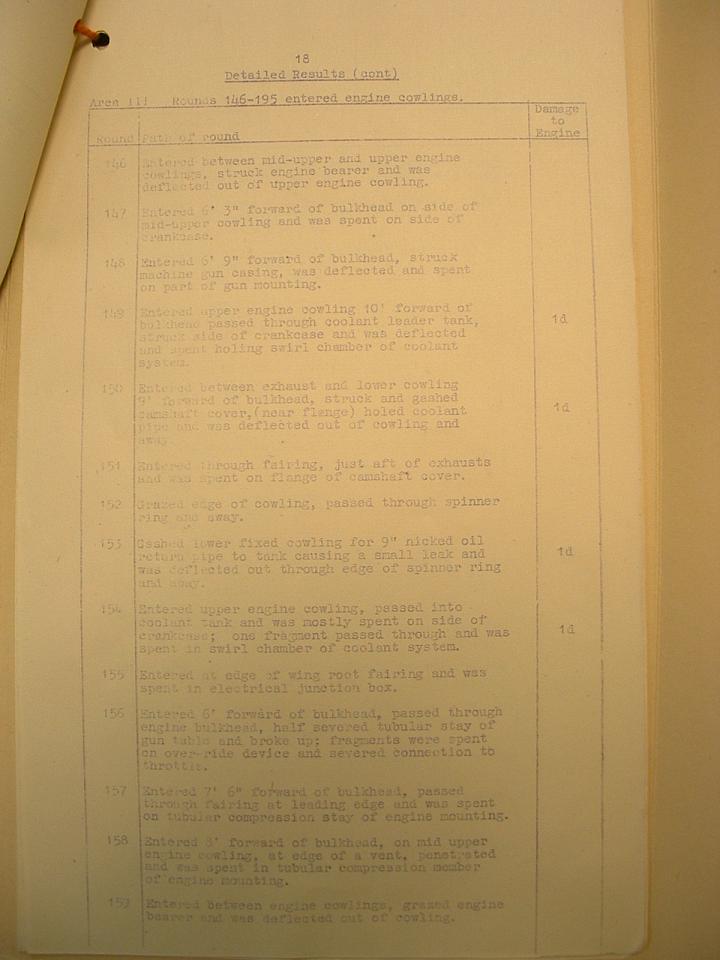 18
Detailed Results (cont)
Area III Rounds 146-195 entered engine cowlings.
Damage
to
Engine
Round Path of round
146 Entered between mid-upper and upper engine
cowlings, struck engine bearer and was
deflected out of upper engine cowling.
147 Entered 6' 3" forward of bulkhead on side of
mid-upper cowling and was spent on side of
crankcase.
148 Entered 6' 9" forward of bulkhead, struck
machine gun casing, was deflected and spent
on part of gun mounting.
149 Entered upper engine cowling 10' forward of
bulkhead passed through coolant leader tank, 1d
struck side of crankcase and was deflected
and spent holing swirl chamber of coolant
system.
150 Entered between exhaust and lower cowling
9' forward of bulkhead, struck and gashed
camshaft cover,(near flange) holed coolant 1d
pipe and was deflected out of cowling and
away.
151 Entered through fairing, just aft of exhausts
and was spent on flange of camshaft cover.
152 Grazed edge of cowling, passed through spinner
ring and away.
153 Gashed lower fixed cowling for 9" nicked oil
return pipe to tank causing a small leak and 1d
was deflected out through edge of spinner ring
and away.
154 Entered upper engine cowling, passed into
coolant tank and was mostly spent on side of
crankcase; one fragment passed through and was 1d
spent in swirl chamber of coolant system.
155 Entered at edge of wing root fairing and was
spent in electrical junction box.
156 Entered 6' forward of bulkhead, passed through
engine bulkhead, half severed tubular stay of
gun table and broke up; fragments were spent
on over-ride device and severed connection to
throttle.
157 Entered 7' 6" forward of bulkhead, passed
through fairing at leading edge and was spent
on tubular compression stay of engine mounting.
158 Entered 8' forward of bulkhead, on mid upper
engine cowling, at edge of a vent, penetrated
and was spent in tubular compression member
of engine mounting.
159 Entered between engine cowlings, grazed engine
bearer and was deflected out of cowling.